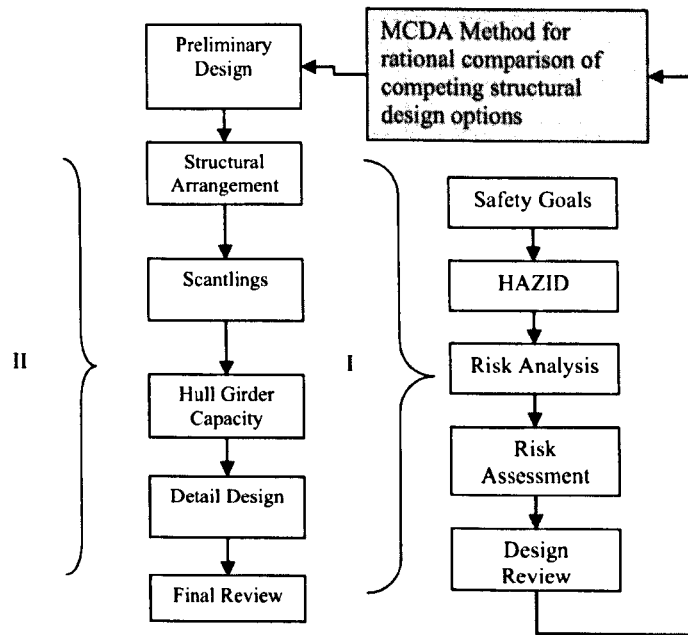 Preliminary
Design
MCDA Method for
rational comparison of
competing structural
design options
Structural
Arrangement
Scantlings
Hull Girder
Capacity
Detail Design
Final Review
II
I
Safety Goals
HAZID
Risk Analysis
Risk
Assessment
Design
Review